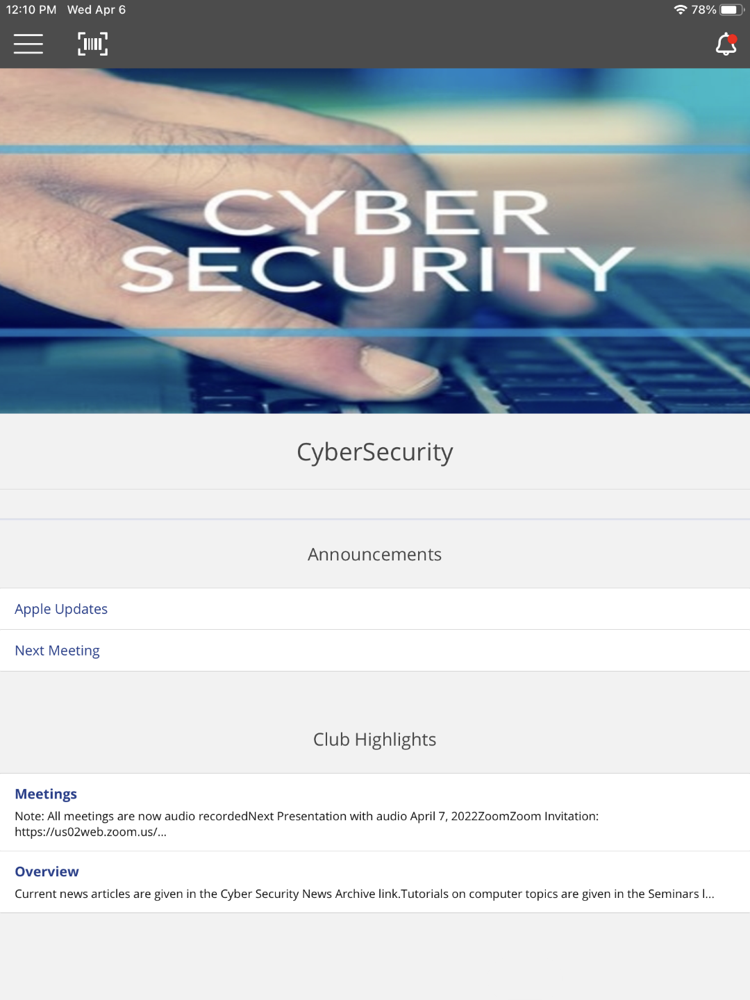 12:10 PM Wed Apr 6 78%
CYBER
SECURITY
CyberSecurity
Announcements
Apple Updates
Next Meeting
Club Highlights
Meetings
Note: All meetings are now audio recordedNext Presentation with audio April 7, 2022ZoomZoom Invitation:
https://us02web.zoom.us/...
Overview
Current news articles are given in the Cyber Security News Archive link.Tutorials on computer topics are given in the Seminars l...